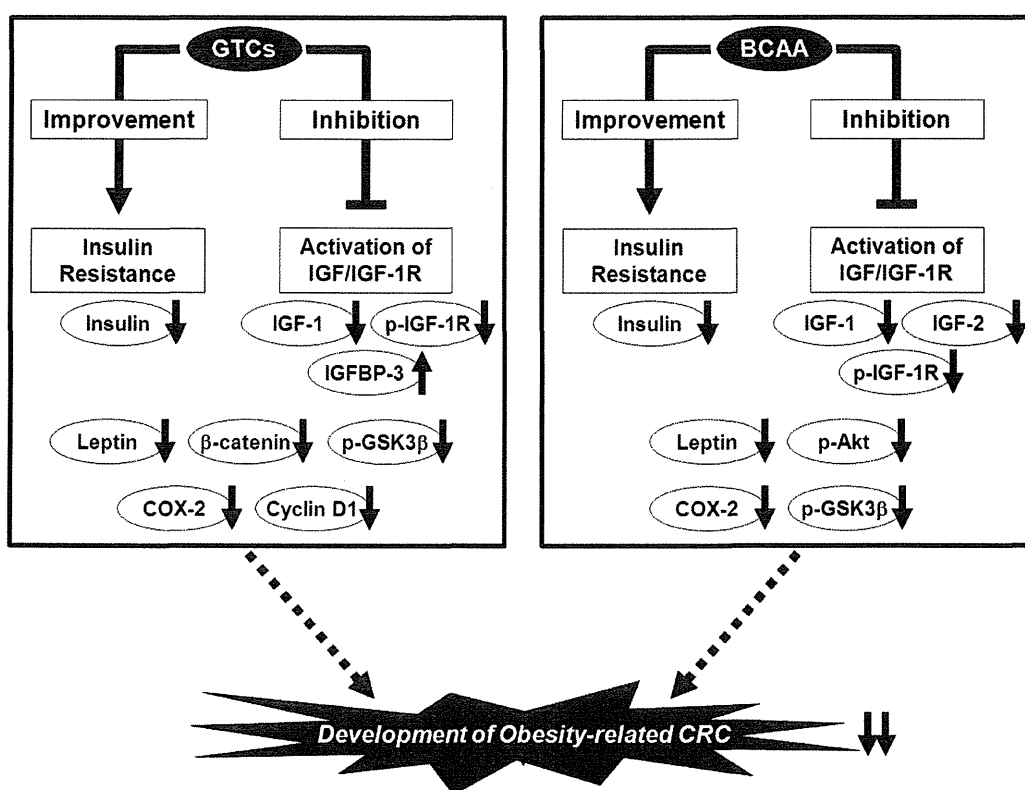 GTCs
Improvement
Inhibition
Insulin
Resistance
Activation of
IGF/IGF-1R
Insulin
IGF-1
p-IGF-1R
IGFBP-3
Leptin
β-catenin
p-GSK3β
COX-2
Cyclin D1
BCAA
Improvement
Inhibition
Insulin
Resistance
Activation of
IGF/IGF-1R
Insulin
IGF-1
IGF-2
p-IGF-1R
Leptin
p-Akt
COX-2
p-GSK3β
Development of Obesity-related CRC